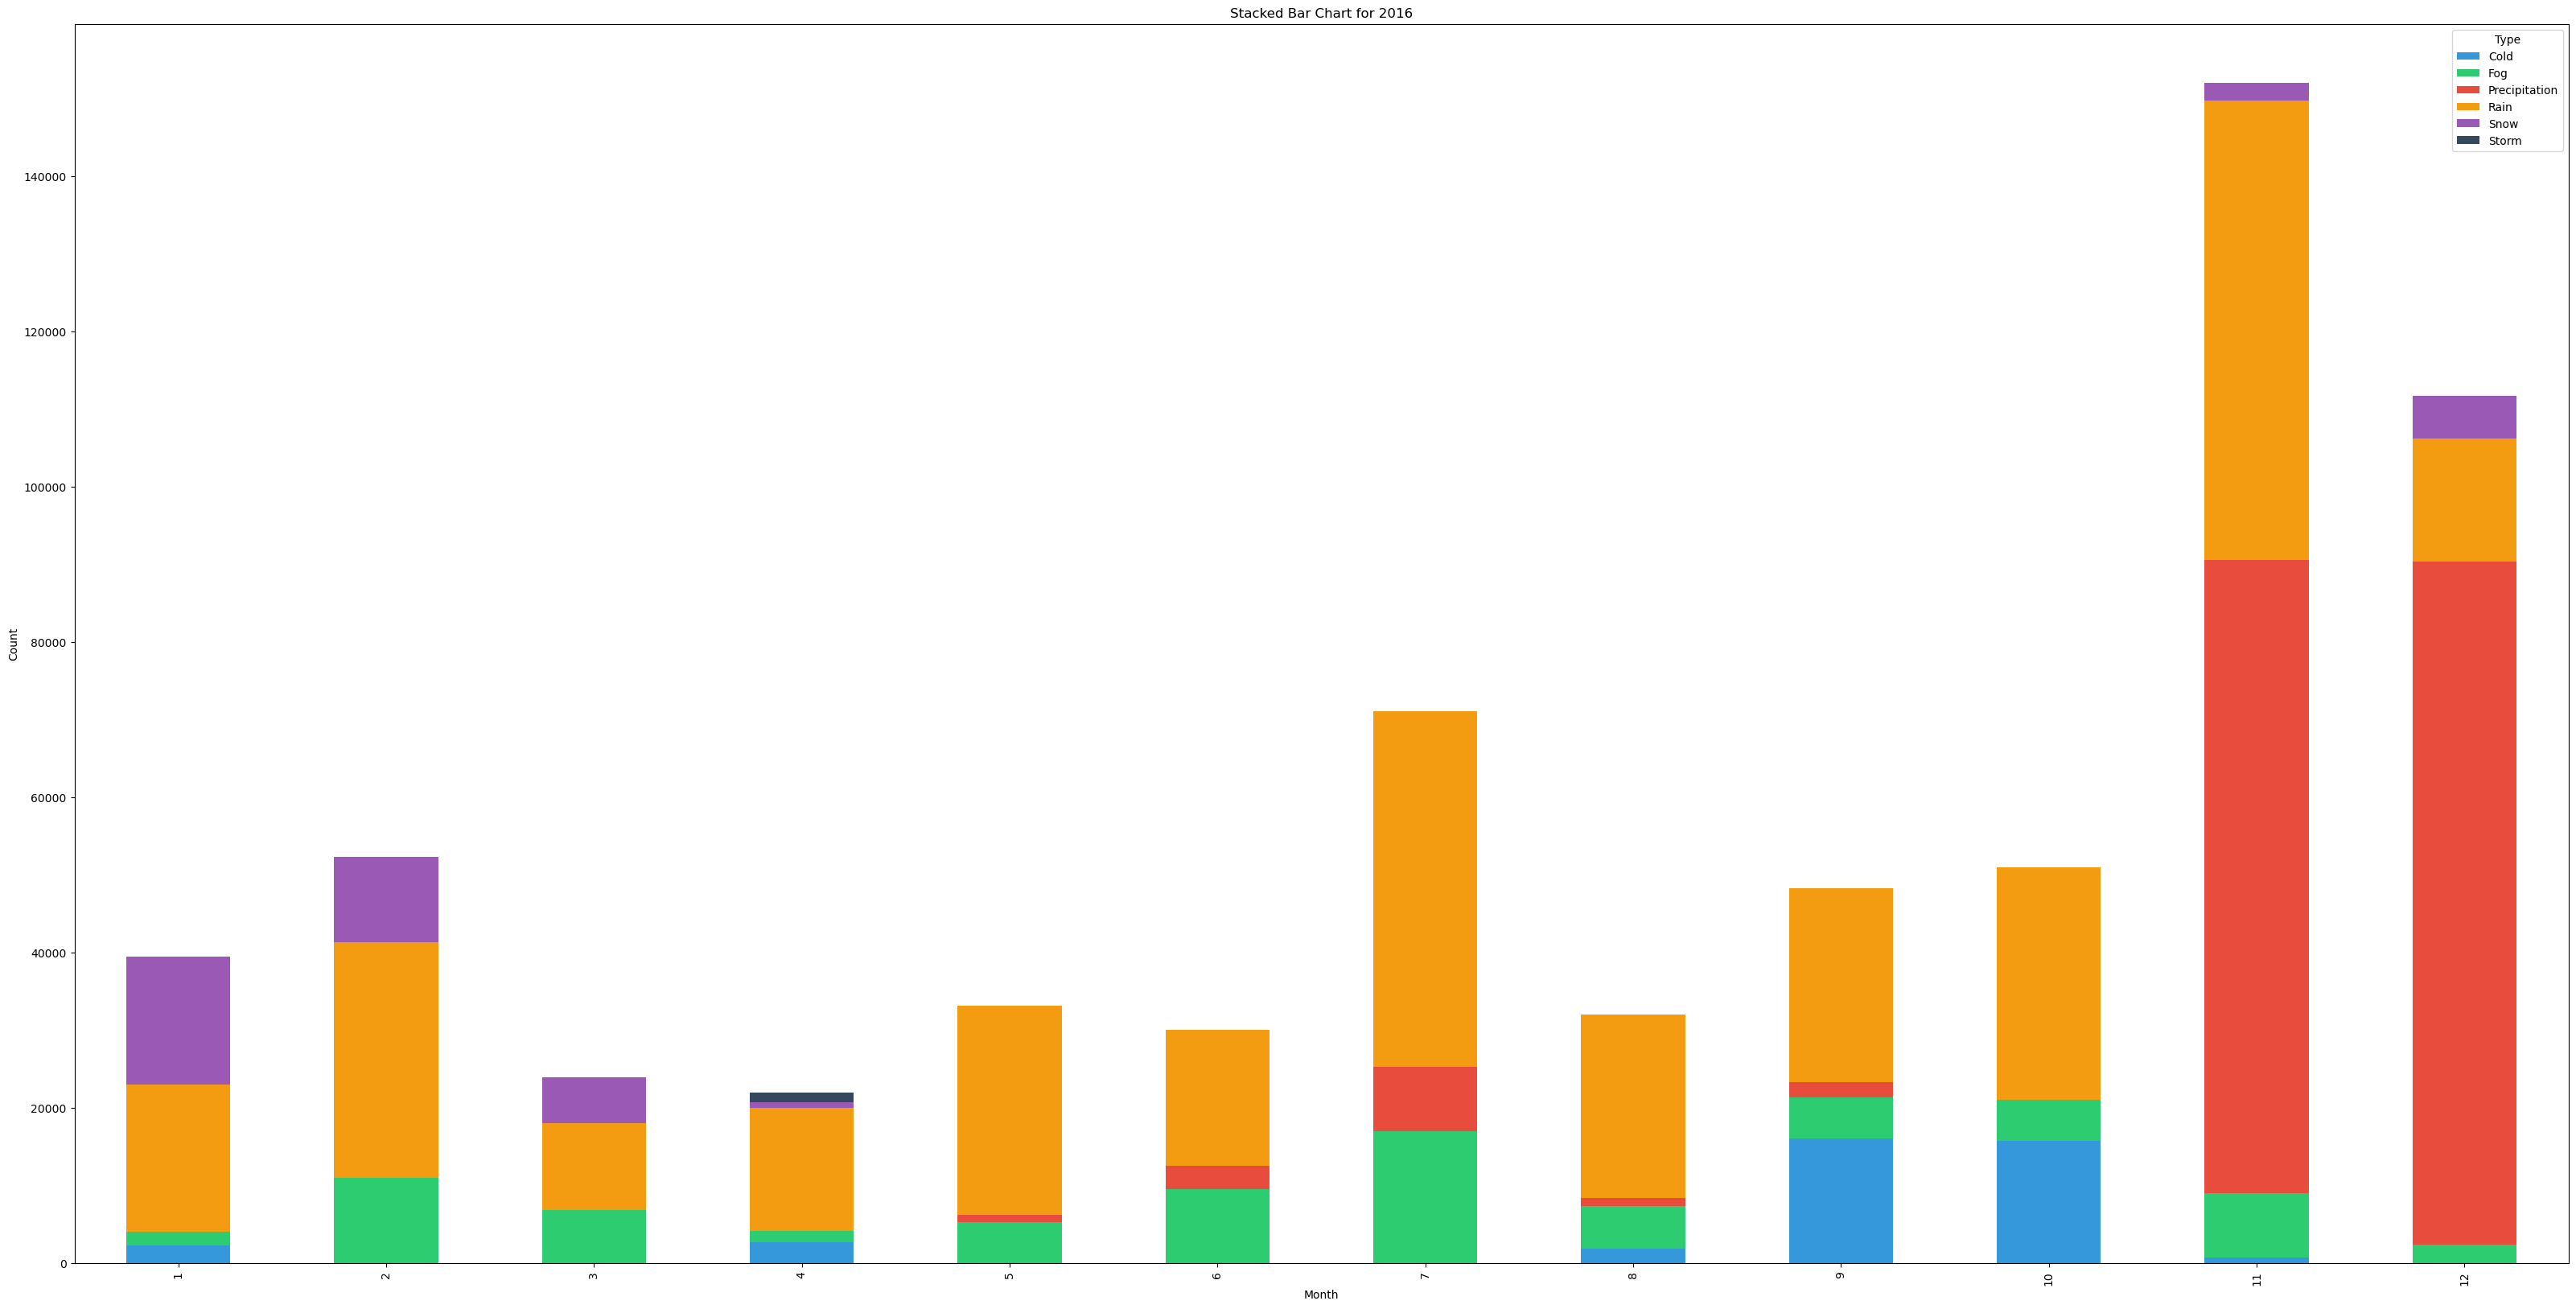 Stacked Bar Chart for 2016
Type
Cold
Fog
Precipitation
Rain
Snow
Storm
Count
140000
120000
100000
80000
60000
40000
20000
0
1 2 3 4 5 6 7 8 9 10 11 12
Month